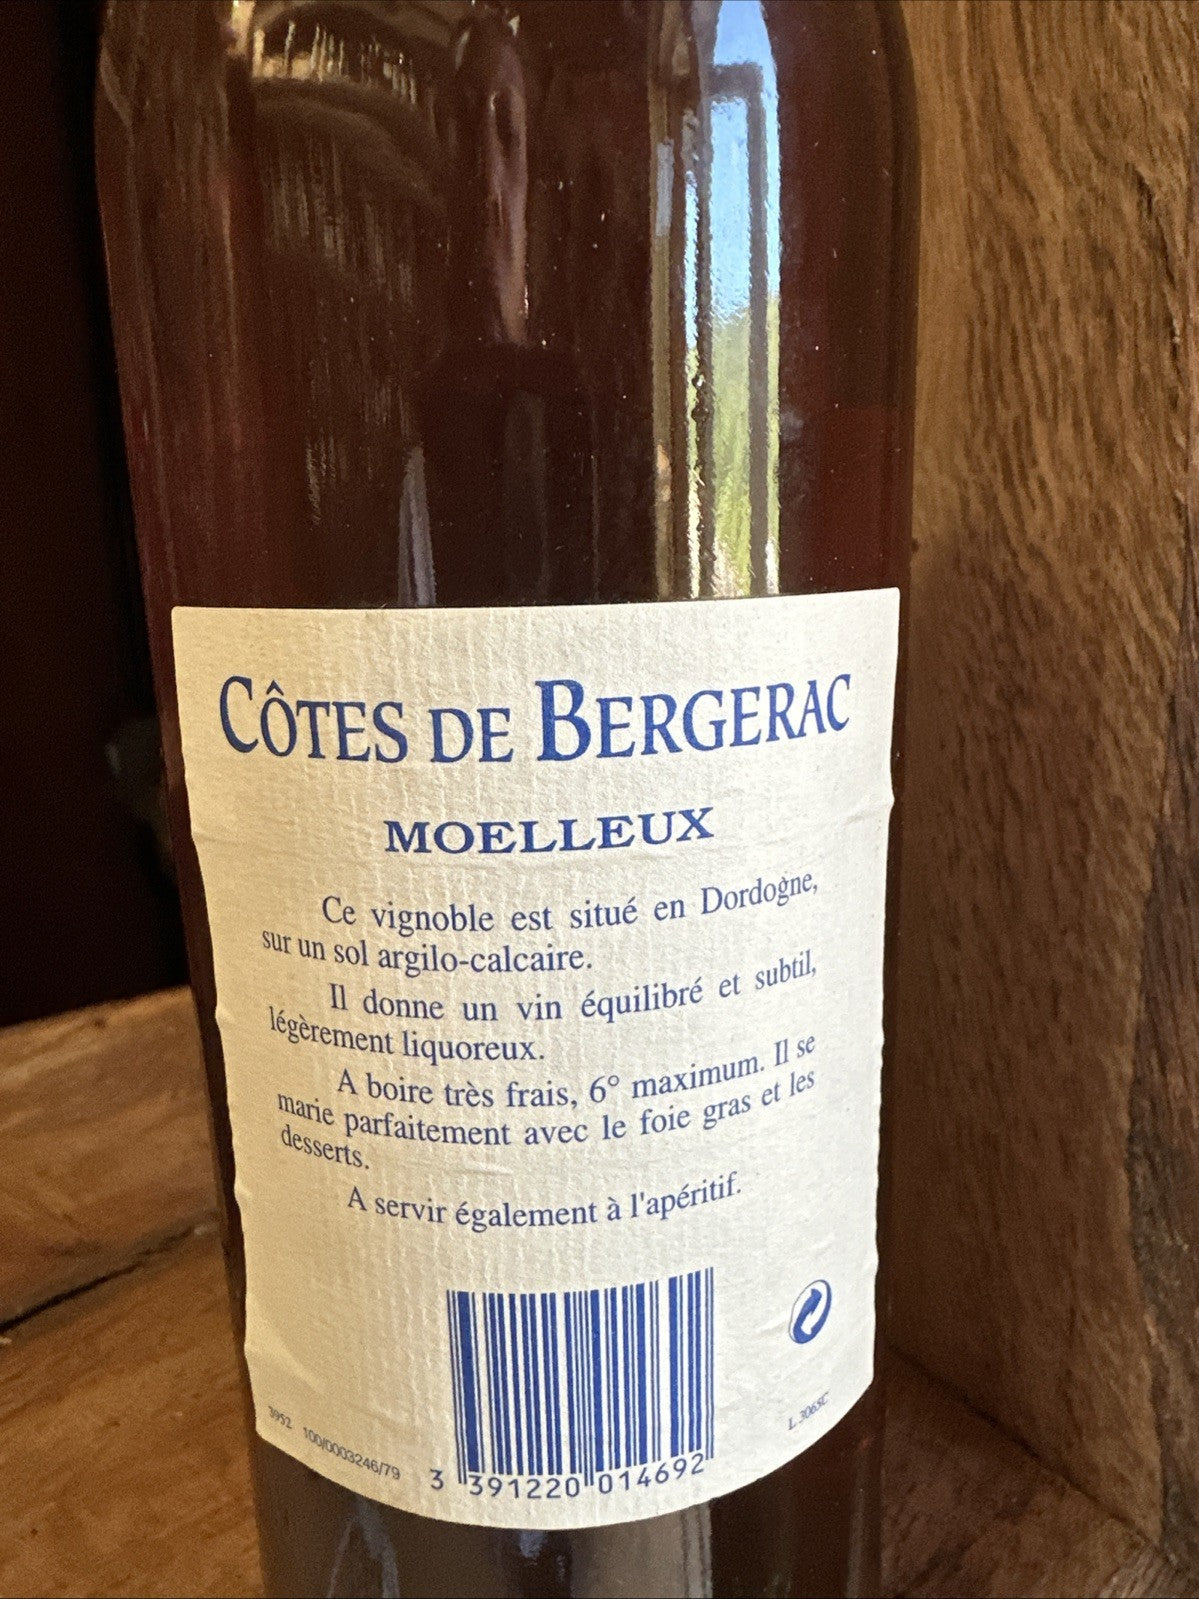 CÔTES DE BERGERAC
MOELLEUX
Ce vignoble est situé en Dordogne,
sur un sol argilo-calcaire.
Il donne un vin équilibré et subtil,
légèrement liquoreux.
A boire très frais, 6° maximum. Il se
marie parfaitement avec le foie gras et les
desserts.
A servir également à l'apéritif.
3952 100/0003246/79
3 391220 014692
L 3065C